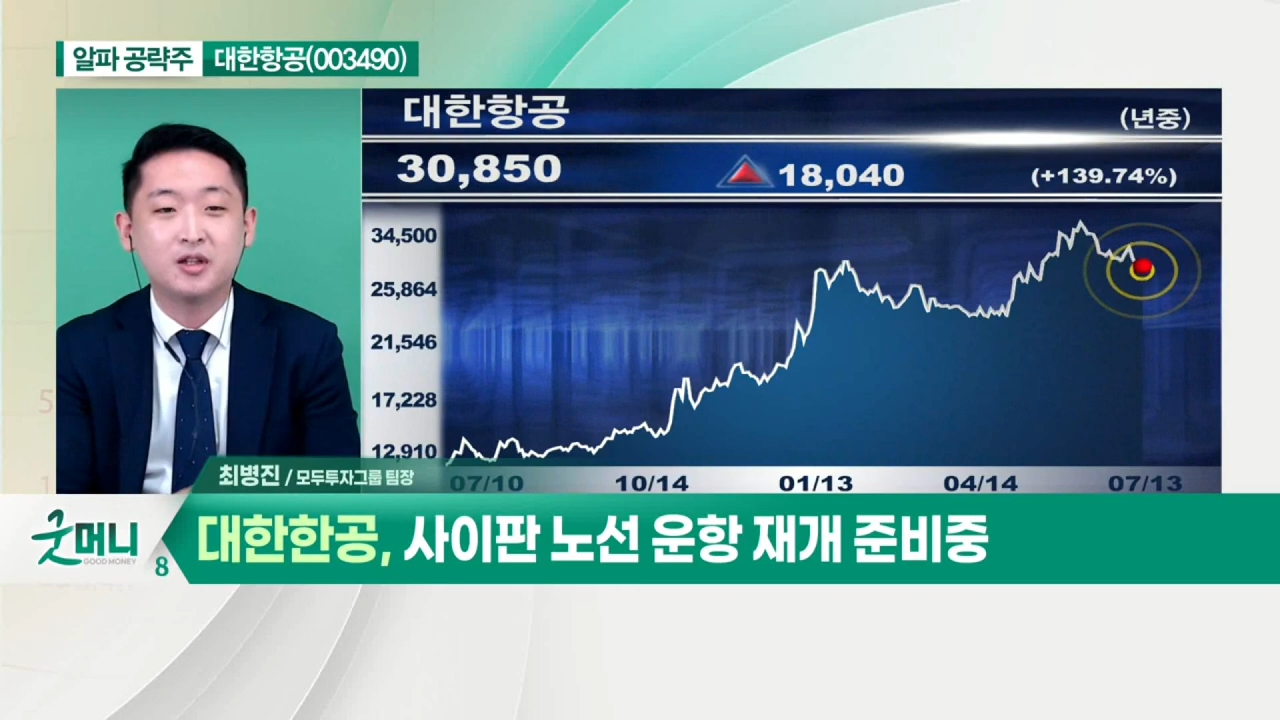 알파 공략주 대한항공(003490)
대한항공 (년중)
30,850 18,040 (+139.74%)
34,500
25,864
21,546
17,228
12,910
07/10 10/14 01/13 04/14 07/13
최병진 / 모두투자그룹 팀장
굿머니
GOOD MONEY
8
대한한공, 사이판 노선 운항 재개 준비중